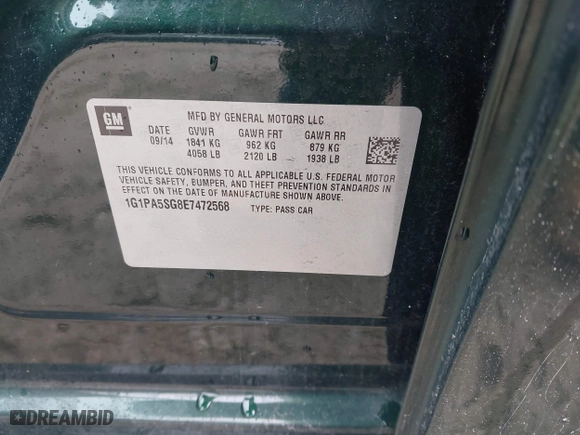 GM
MFD BY GENERAL MOTORS LLC
DATE GVWR GAWR FRT GAWR RR
09/14 1841 KG 962 KG 879 KG
4058 LB 2120 LB 1938 LB
THIS VEHICLE CONFORMS TO ALL APPLICABLE U.S. FEDERAL MOTOR
VEHICLE SAFETY, BUMPER, AND THEFT PREVENTION STANDARDS IN
EFFECT ON THE DATE OF MANUFACTURE SHOWN ABOVE.
1G1PA5SG8E7472568 TYPE: PASS CAR
DREAMBID